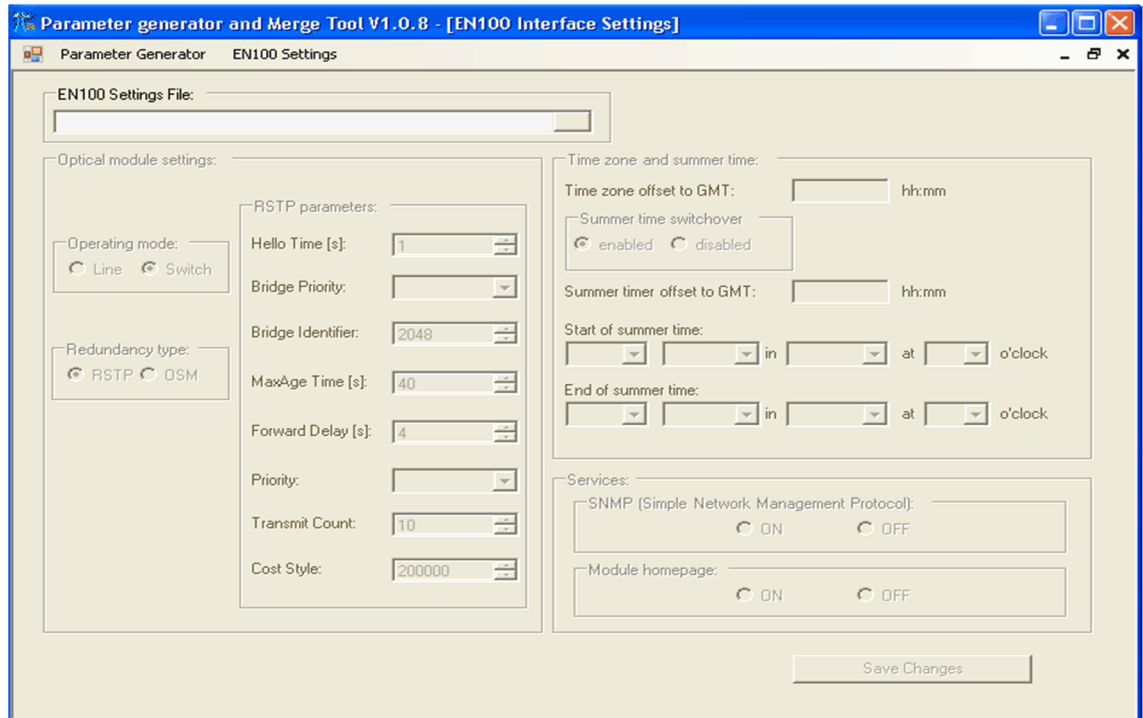 Parameter generator and Merge Tool V1.0.8 - [EN100 Interface Settings]
Parameter Generator EN100 Settings
EN100 Settings File:
Optical module settings:
Operating mode:
Line Switch
Redundancy type:
RSTP OSM
RSTP parameters:
Hello Time [s]: 1
Bridge Priority:
Bridge Identifier: 2048
MaxAge Time [s]: 40
Forward Delay [s]: 4
Priority:
Transmit Count: 10
Cost Style: 200000
Time zone and summer time:
Time zone offset to GMT: hh:mm
Summer time switchover
enabled disabled
Summer timer offset to GMT: hh:mm
Start of summer time:
in at o'clock
End of summer time:
in at o'clock
Services:
SNMP (Simple Network Management Protocol):
ON OFF
Module homepage:
ON OFF
Save Changes